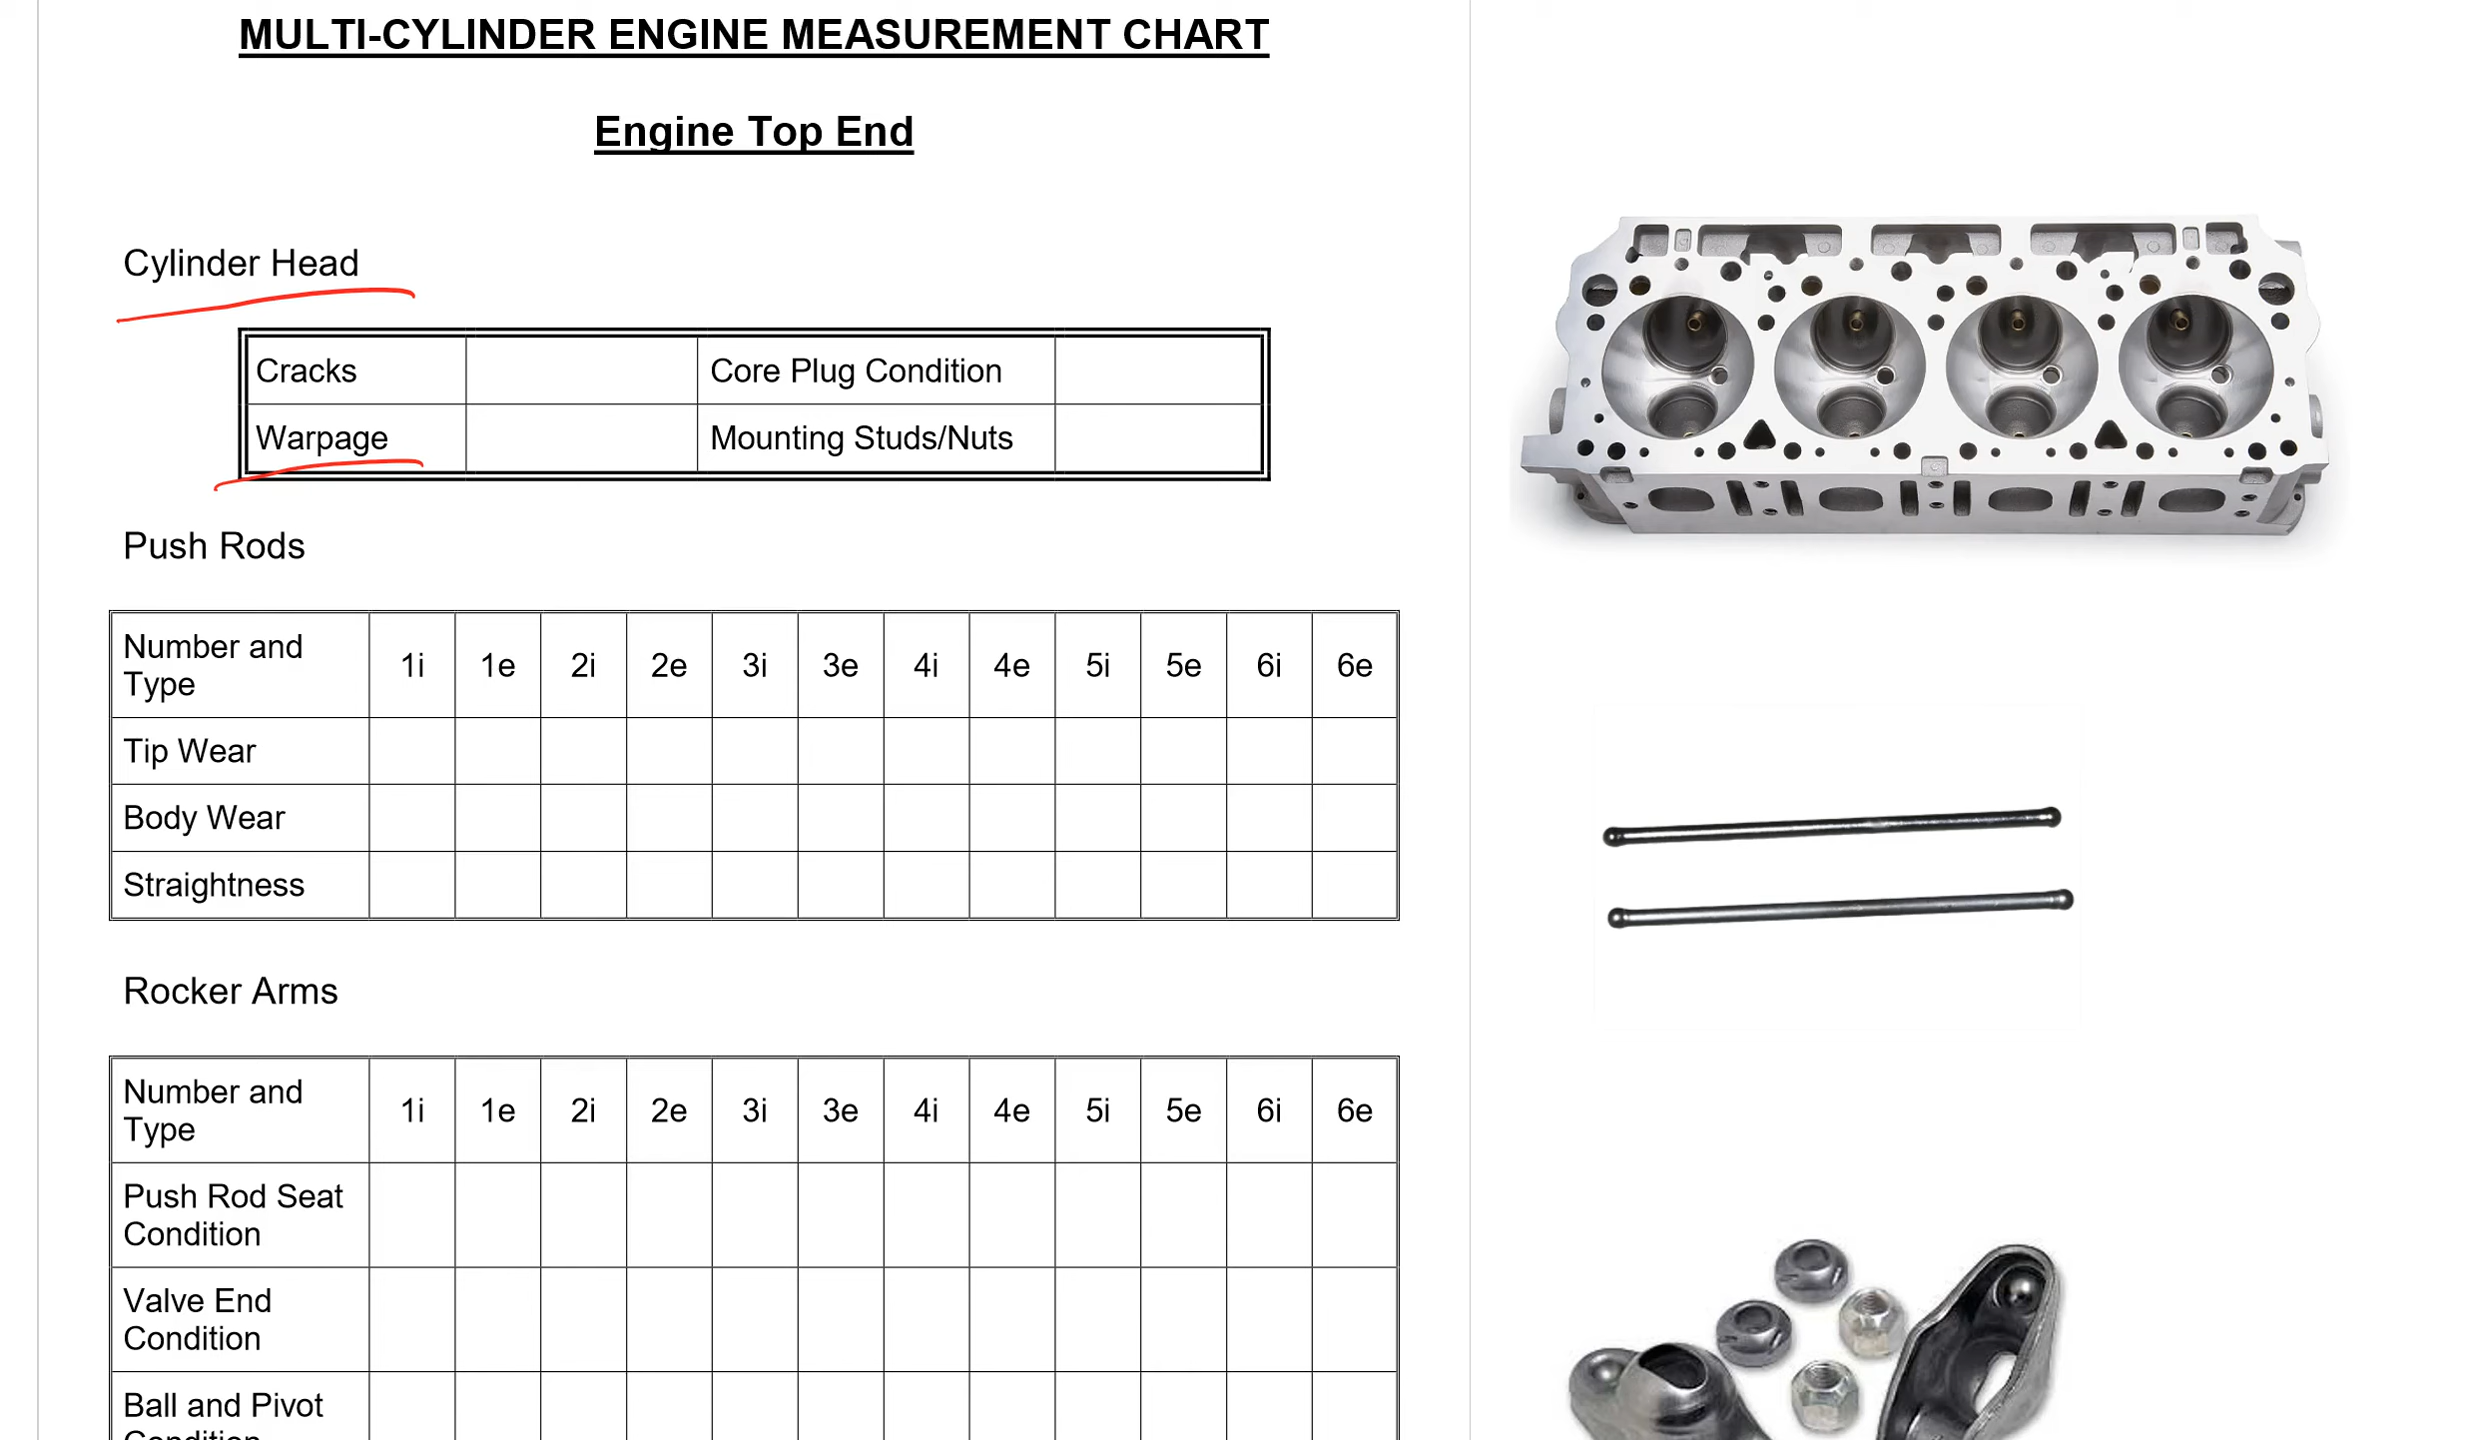 MULTI-CYLINDER ENGINE MEASUREMENT CHART
Engine Top End
Cylinder Head
Cracks Core Plug Condition
Warpage Mounting Studs/Nuts
Push Rods
Number and
Type 1i 1e 2i 2e 3i 3e 4i 4e 5i 5e 6i 6e
Tip Wear
Body Wear
Straightness
Rocker Arms
Number and
Type 1i 1e 2i 2e 3i 3e 4i 4e 5i 5e 6i 6e
Push Rod Seat
Condition
Valve End
Condition
Ball and Pivot
Condition